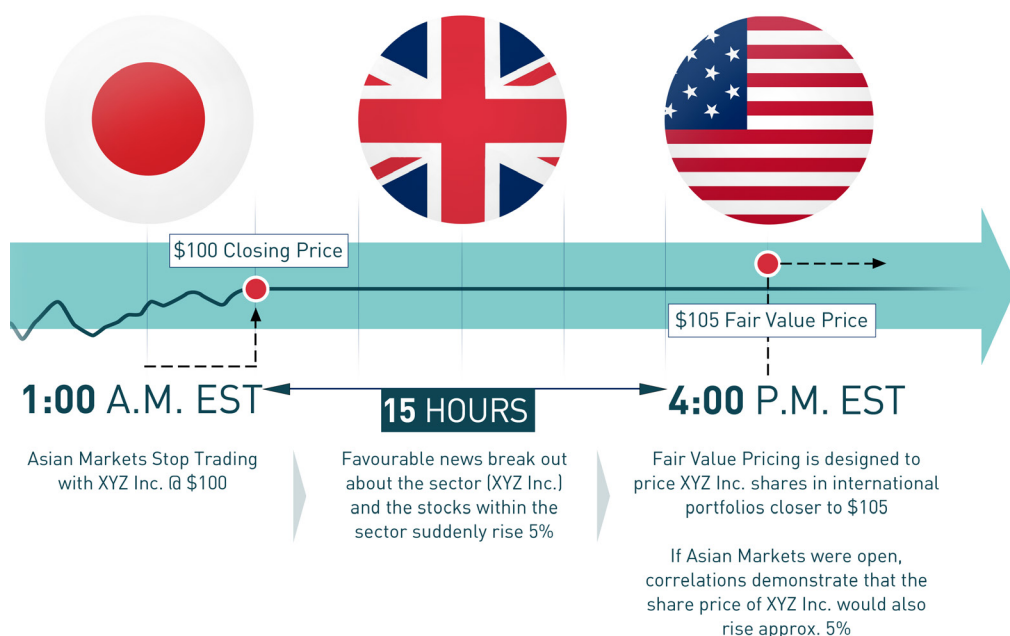 $100 Closing Price
$105 Fair Value Price
1:00 A.M. EST
15 HOURS
4:00 P.M. EST
Asian Markets Stop Trading
with XYZ Inc. @ $100
Favourable news break out
about the sector (XYZ Inc.)
and the stocks within the
sector suddenly rise 5%
Fair Value Pricing is designed to
price XYZ Inc. shares in international
portfolios closer to $105
If Asian Markets were open,
correlations demonstrate that the
share price of XYZ Inc. would also
rise approx. 5%